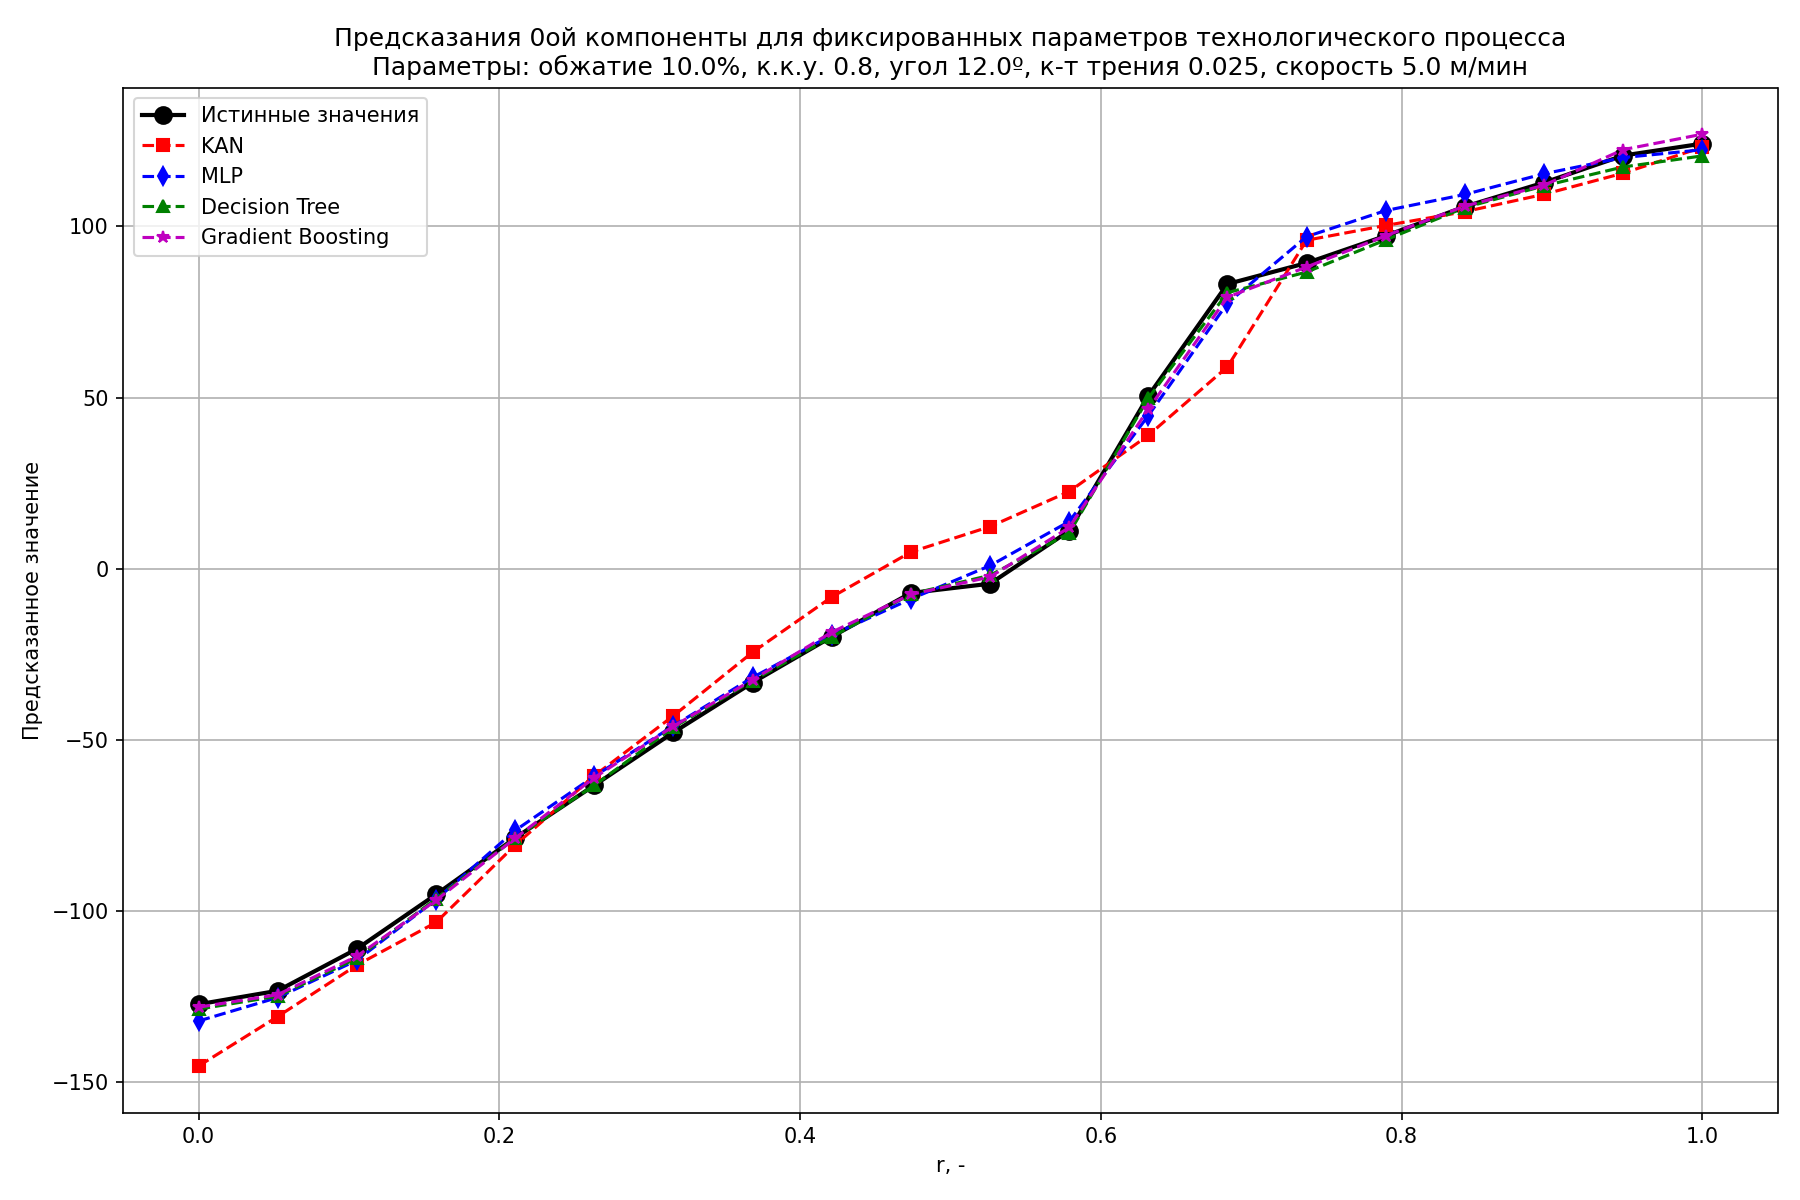 Предсказания 0ой компоненты для фиксированных параметров технологического процесса
Параметры: обжатие 10.0%, к.к.у. 0.8, угол 12.0º, к-т трения 0.025, скорость 5.0 м/мин
Истинные значения
KAN
MLP
Decision Tree
Gradient Boosting
Предсказанное значение
100
50
0
−50
−100
−150
0.0
0.2
0.4
0.6
0.8
1.0
r, -